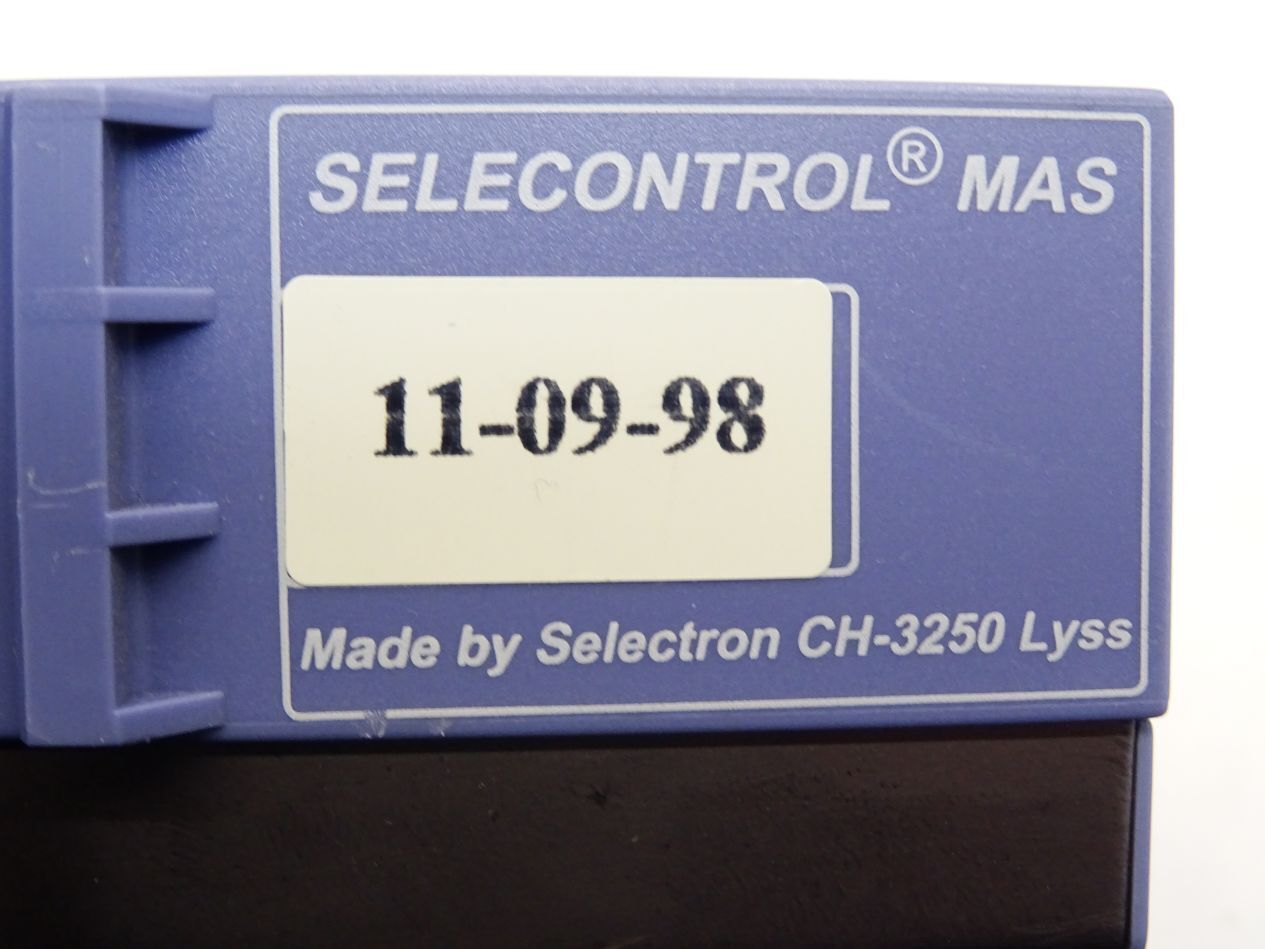 SELECONTROL® MAS
11-09-98
Made by Selectron CH-3250 Lyss